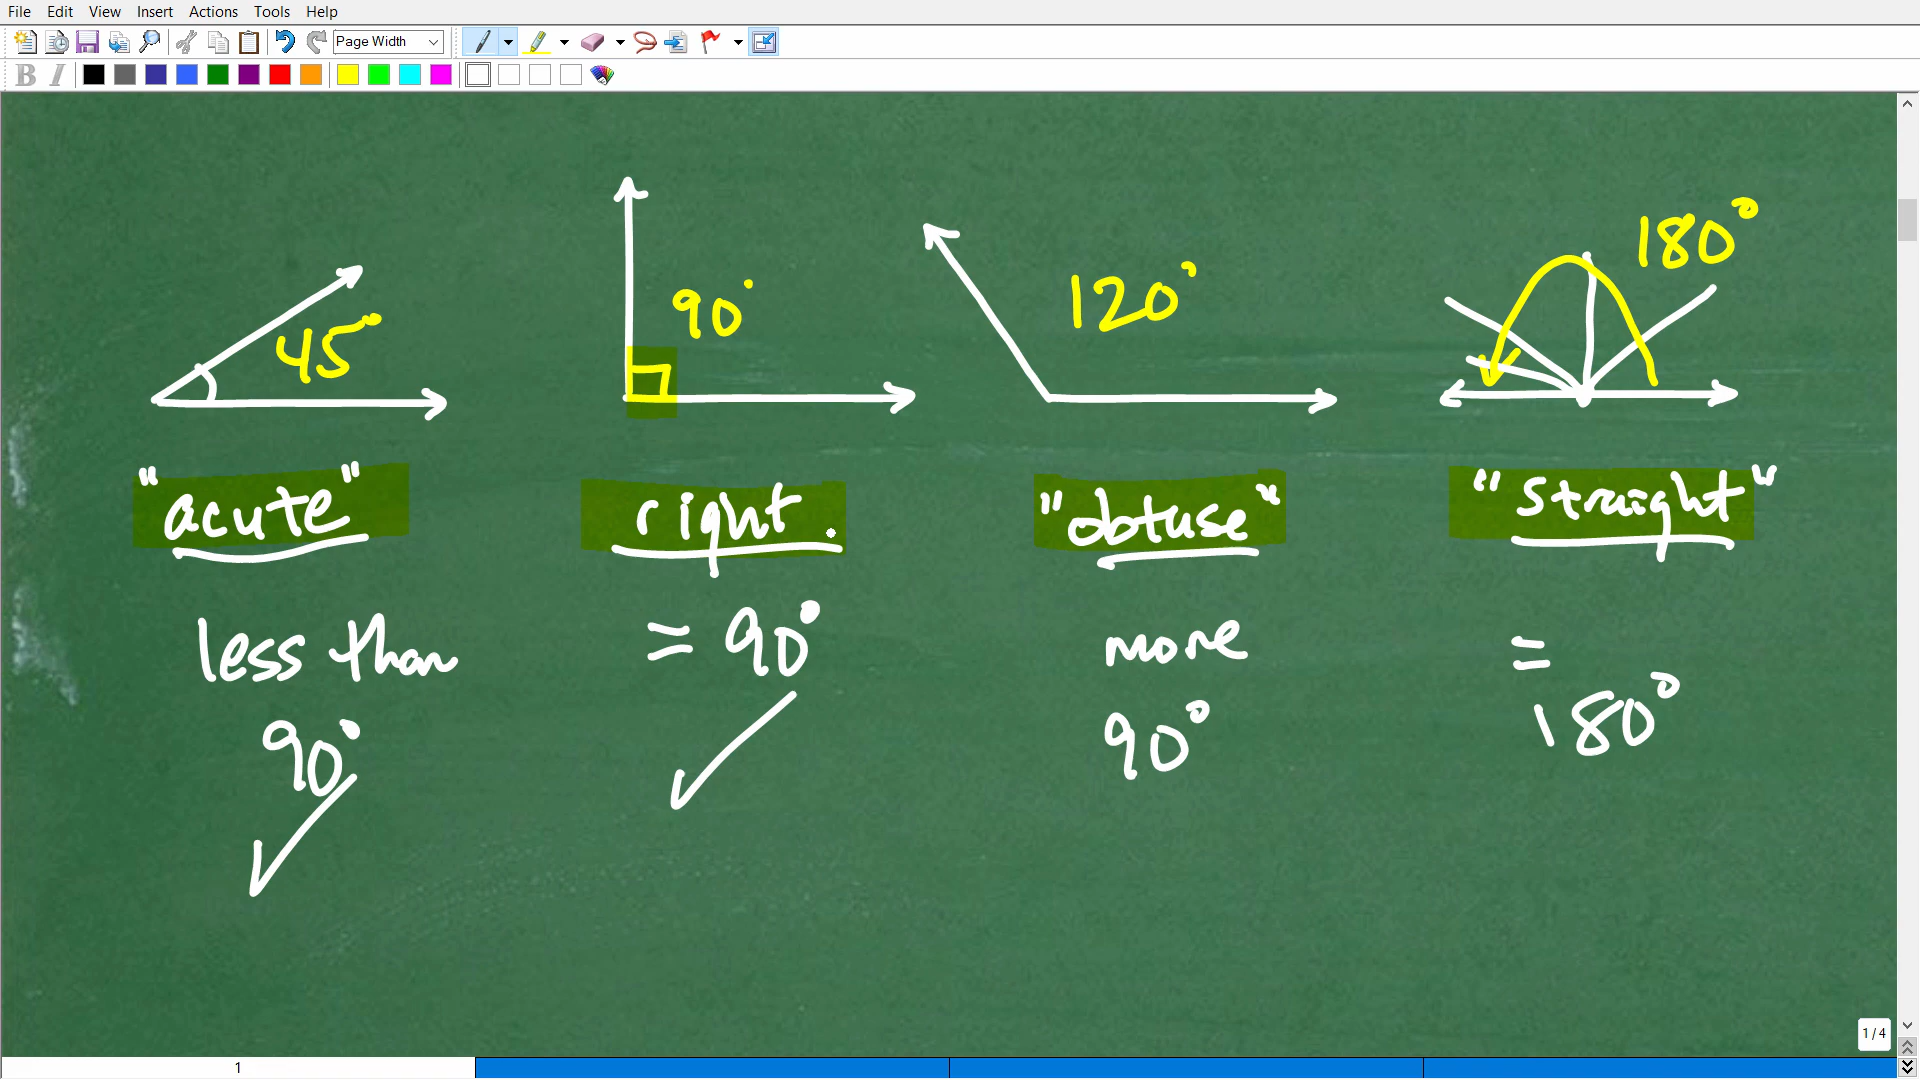 File Edit View Insert Actions Tools Help
Page Width
B I
45°
90°
120°
180°
"acute"
right.
"obtuse"
"straight"
less than
90°
= 90°
more
90°
=
180°
1 / 4
1